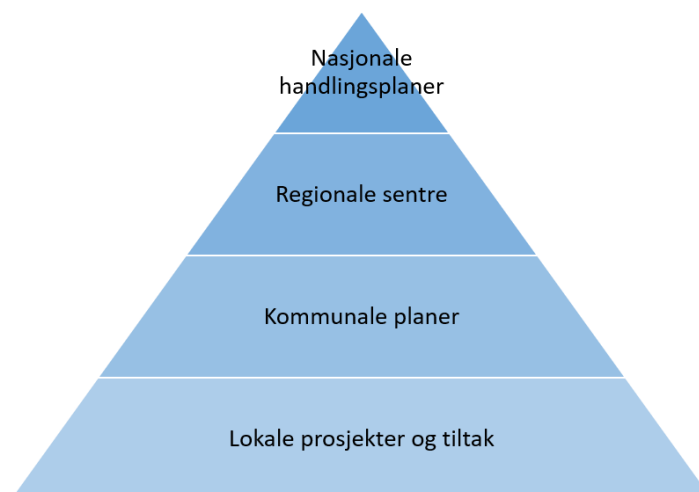 Nasjonale
handlingsplaner
Regionale sentre
Kommunale planer
Lokale prosjekter og tiltak